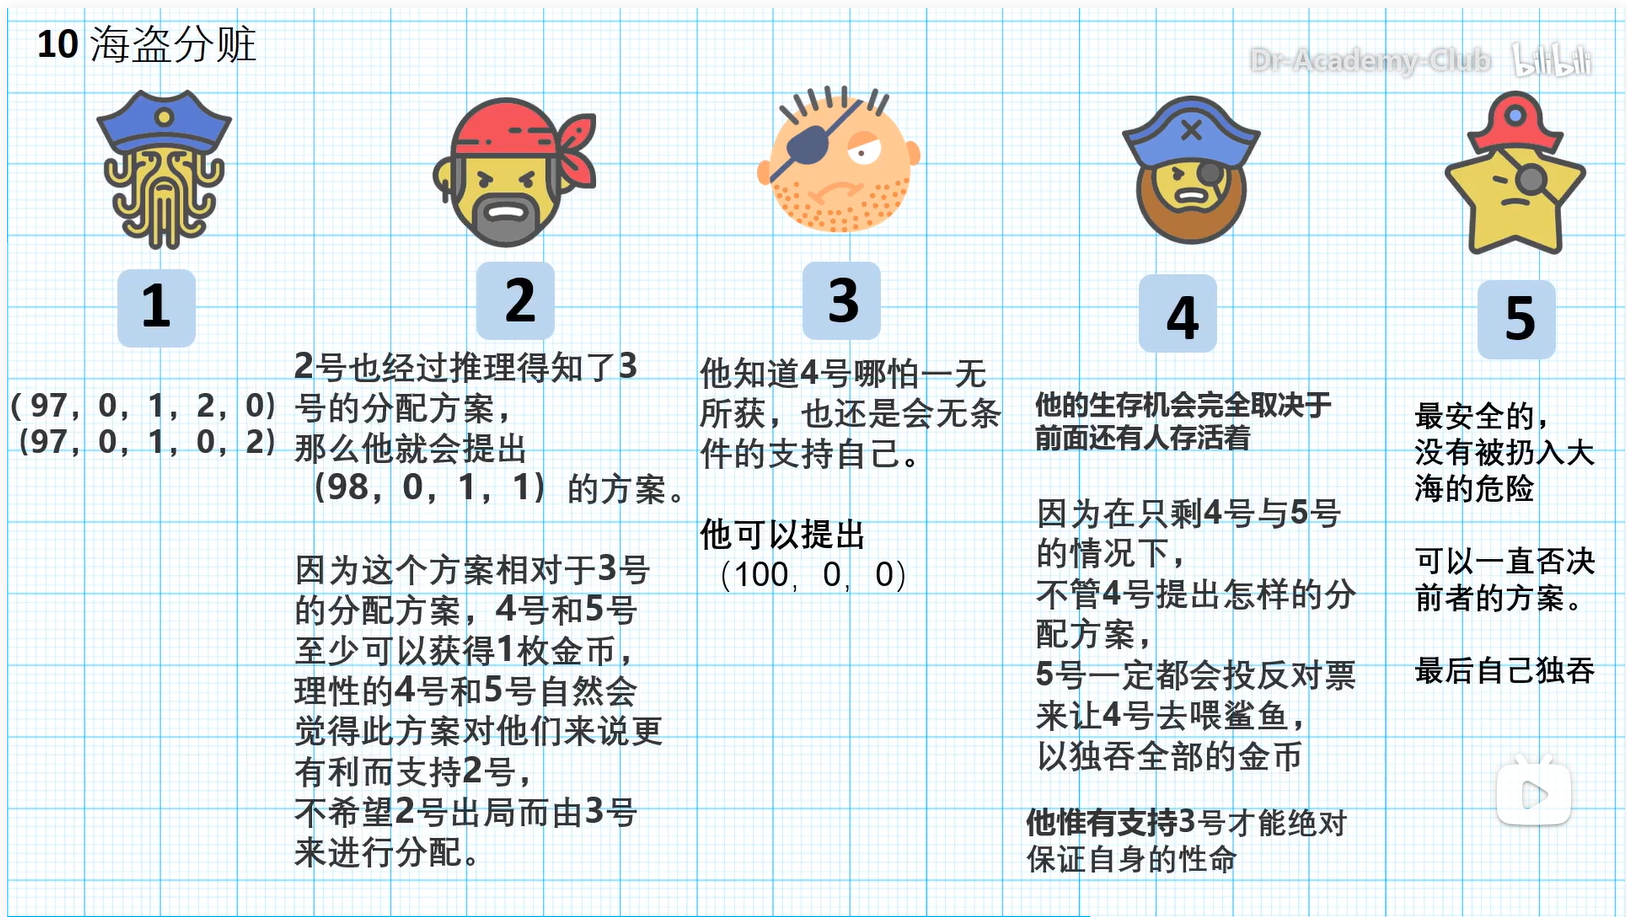 10 海盗分赃
Dr-Academy-Club bilibili
1
2
3
4
5
（97，0，1，2，0）
（97，0，1，0，2）
2号也经过推理得知了3
号的分配方案，
那么他就会提出
（98，0，1，1）的方案。
因为这个方案相对于3号
的分配方案，4号和5号
至少可以获得1枚金币，
理性的4号和5号自然会
觉得此方案对他们来说更
有利而支持2号，
不希望2号出局而由3号
来进行分配。
他知道4号哪怕一无
所获，也还是会无条
件的支持自己。
他可以提出
（100，0，0）
他的生存机会完全取决于
前面还有人存活着
因为在只剩4号与5号
的情况下，
不管4号提出怎样的分
配方案，
5号一定都会投反对票
来让4号去喂鲨鱼，
以独吞全部的金币
他惟有支持3号才能绝对
保证自身的性命
最安全的，
没有被扔入大
海的危险
可以一直否决
前者的方案。
最后自己独吞